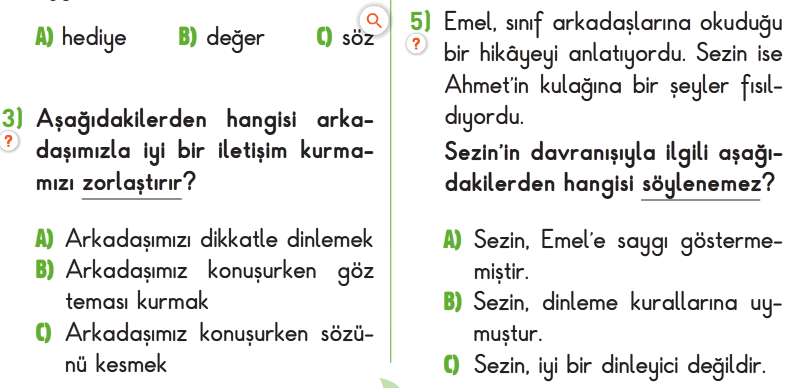 A) hediye B) değer C) söz
3) Aşağıdakilerden hangisi arka-
?
daşımızla iyi bir iletişim kurma-
mızı zorlaştırır?
A) Arkadaşımızı dikkatle dinlemek
B) Arkadaşımız konuşurken göz
teması kurmak
C) Arkadaşımız konuşurken sözü-
nü kesmek
5) Emel, sınıf arkadaşlarına okuduğu
?
bir hikâyeyi anlatıyordu. Sezin ise
Ahmet'in kulağına bir şeyler fısıl-
dıyordu.
Sezin'in davranışıyla ilgili aşağı-
dakilerden hangisi söylenemez?
A) Sezin, Emel'e saygı gösterme-
miştir.
B) Sezin, dinleme kurallarına uy-
muştur.
C) Sezin, iyi bir dinleyici değildir.